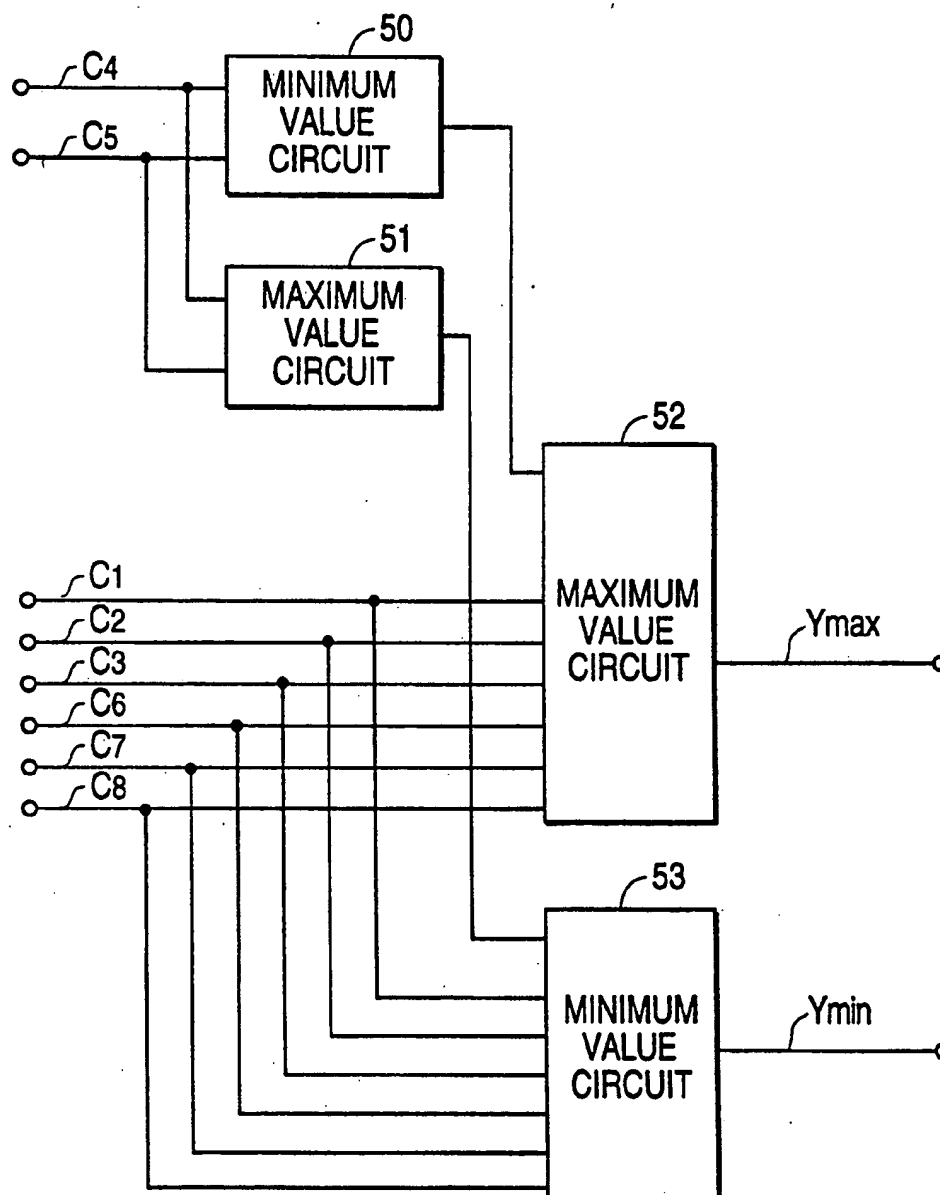 50
C4
MINIMUM
VALUE
CIRCUIT
C5
51
MAXIMUM
VALUE
CIRCUIT
52
C1
C2
C3
C6
C7
C8
MAXIMUM
VALUE
CIRCUIT
Ymax
53
MINIMUM
VALUE
CIRCUIT
Ymin